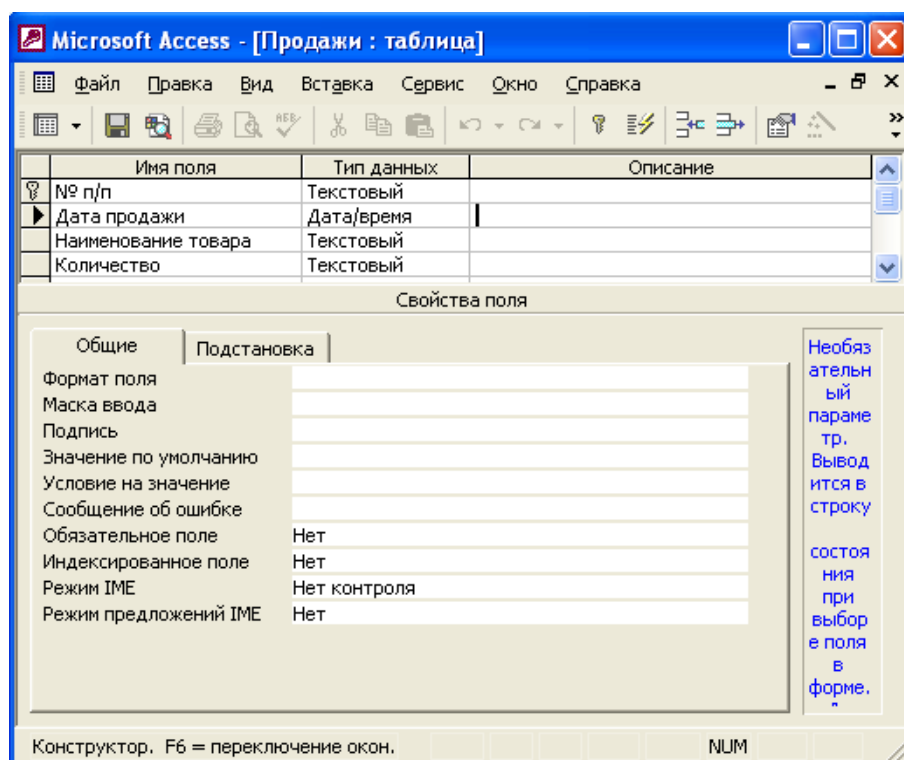 Microsoft Access - [Продажи : таблица]
Файл Правка Вид Вставка Сервис Окно Справка
Имя поля Тип данных Описание
№ п/п Текстовый
Дата продажи Дата/время
Наименование товара Текстовый
Количество Текстовый
Свойства поля
Общие Подстановка
Формат поля
Маска ввода
Подпись
Значение по умолчанию
Условие на значение
Сообщение об ошибке
Обязательное поле Нет
Индексированное поле Нет
Режим IME Нет контроля
Режим предложений IME Нет
Необяз
ательн
ый
параме
тр.
Вывод
ится в
строку
состоя
ния
при
выбор
е поля
в
форме.
Конструктор. F6 = переключение окон. NUM